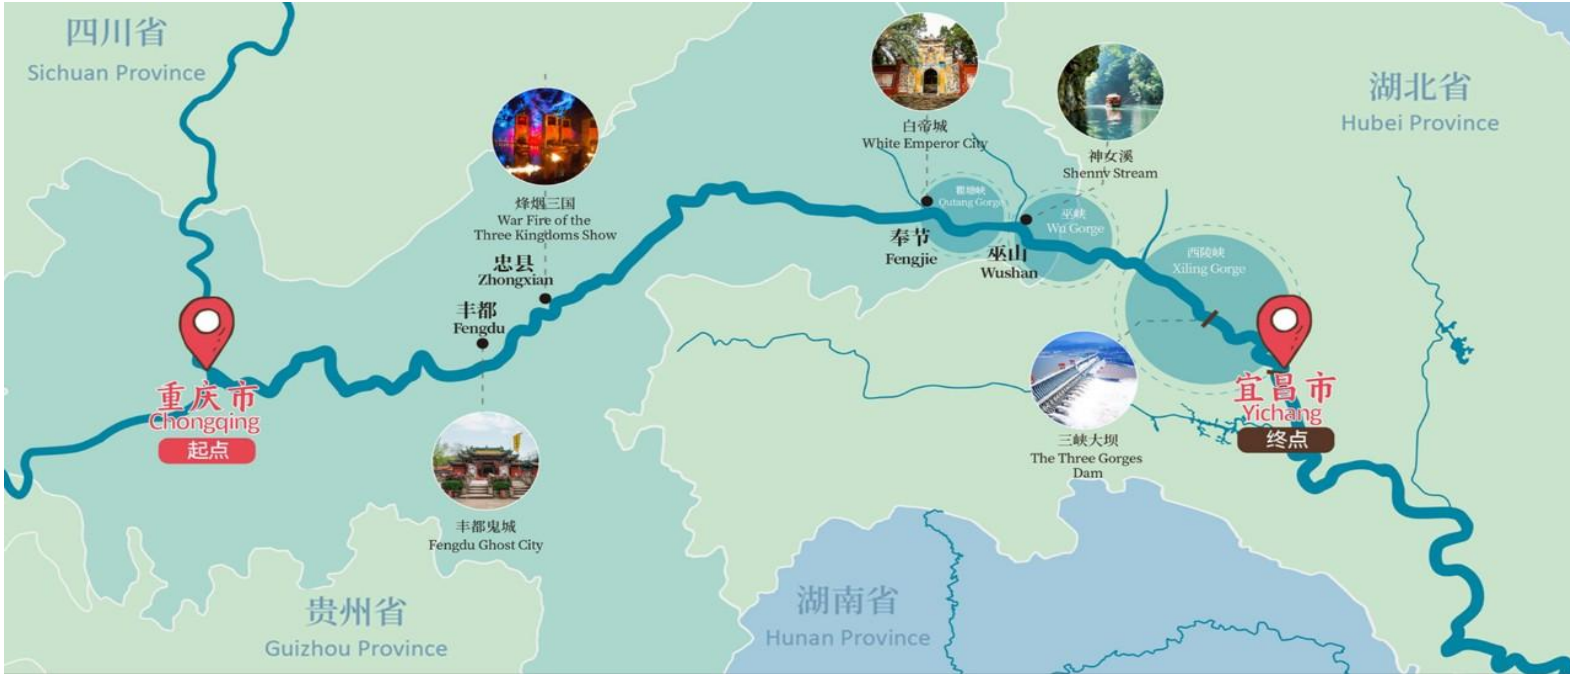 四川省
Sichuan Province
湖北省
Hubei Province
烽烟三国
War Fire of the
Three Kingdoms Show
白帝城
White Emperor City
神女溪
Shennv Stream
瞿塘峡
Qutang Gorge
巫峡
Wu Gorge
西陵峡
Xiling Gorge
奉节
Fengjie
巫山
Wushan
忠县
Zhongxian
丰都
Fengdu
重庆市
Chongqing
起点
宜昌市
Yichang
终点
三峡大坝
The Three Gorges
Dam
丰都鬼城
Fengdu Ghost City
贵州省
Guizhou Province
湖南省
Hunan Province